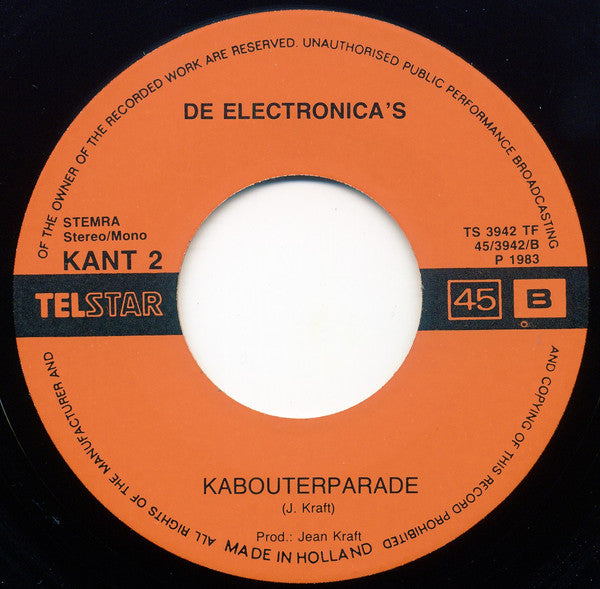 ALL RIGHTS OF THE MANUFACTURER AND OF THE OWNER OF THE RECORDED WORK ARE RESERVED. UNAUTHORISED PUBLIC PERFORMANCE BROADCASTING AND COPYING OF THIS RECORD PROHIBITED
DE ELECTRONICA'S
STEMRA
Stereo/Mono
KANT 2
TS 3942 TF
45/3942/B
P 1983
TELSTAR
45 B
KABOUTERPARADE
(J. Kraft)
Prod.: Jean Kraft
MADE IN HOLLAND